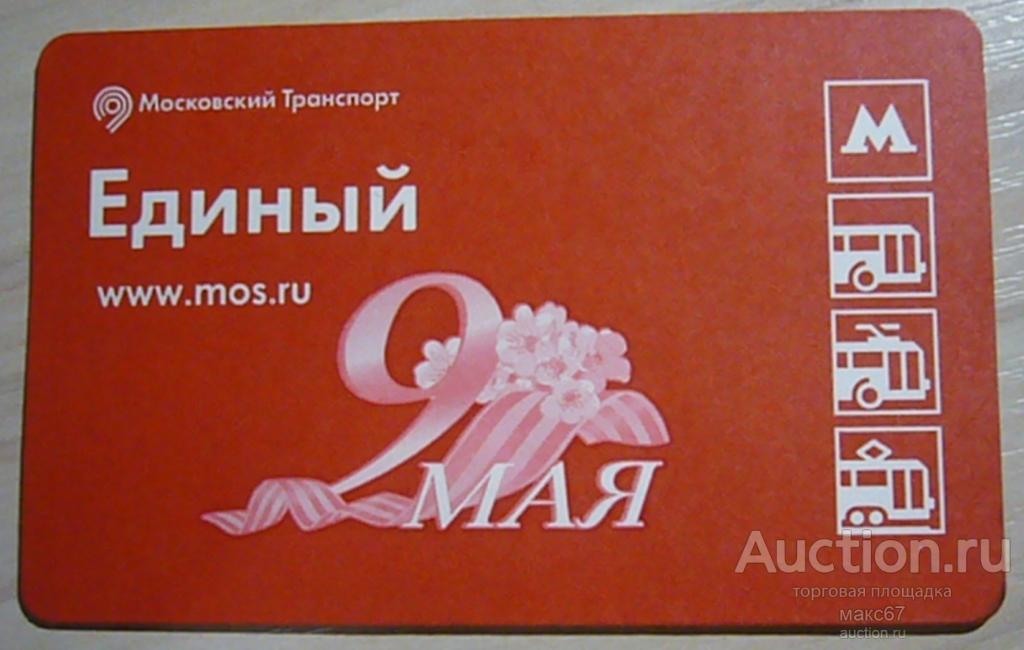 Московский Транспорт
Единый
www.mos.ru
9
МАЯ
М
Auction.ru
торговая площадка
макс67
auction.ru